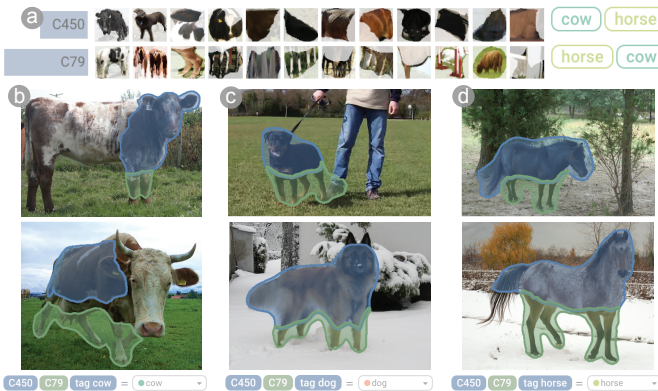 a
C450
cow horse
C79
horse cow
b
c
d
C450 C79 tag cow = cow
C450 C79 tag dog = dog
C450 C79 tag horse = horse